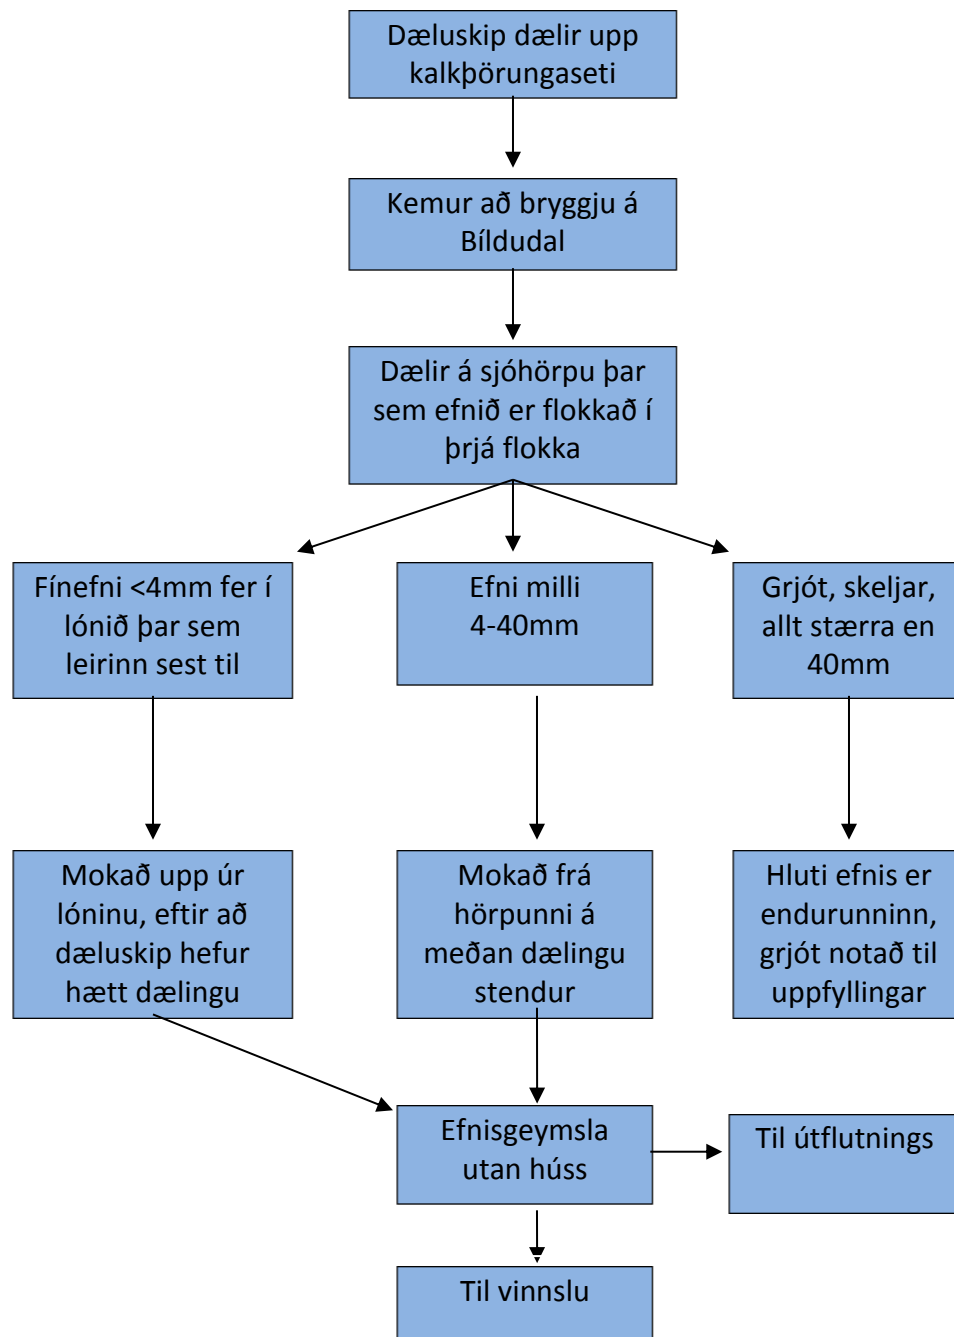 Dæluskip dælir upp
kalkþörungaseti
Kemur að bryggju á
Bíldudal
Dælir á sjóhörpu þar
sem efnið er flokkað í
þrjá flokka
Fínefni <4mm fer í
lónið þar sem
leirinn sest til
Efni milli
4-40mm
Grjót, skeljar,
allt stærra en
40mm
Mokað upp úr
lóninu, eftir að
dæluskip hefur
hætt dælingu
Mokað frá
hörpunni á
meðan dælingu
stendur
Hluti efnis er
endurunninn,
grjót notað til
uppfyllingar
Efnisgeymsla
utan húss
Til útflutnings
Til vinnslu